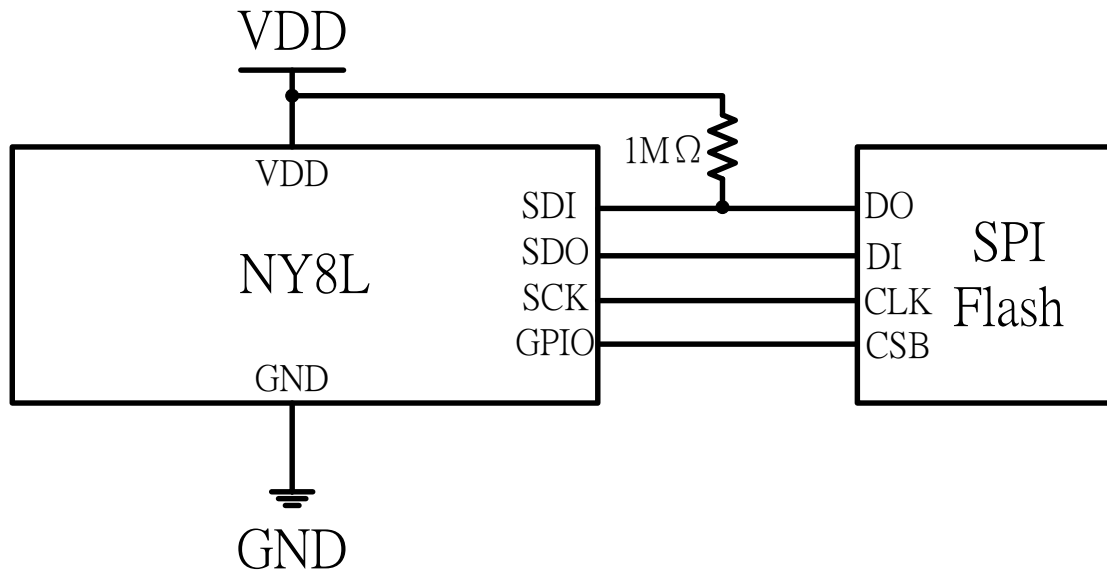 VDD
1MΩ
VDD
SDI
DO
SDO
DI
SPI
Flash
NY8L
SCK
CLK
GPIO
CSB
GND
GND